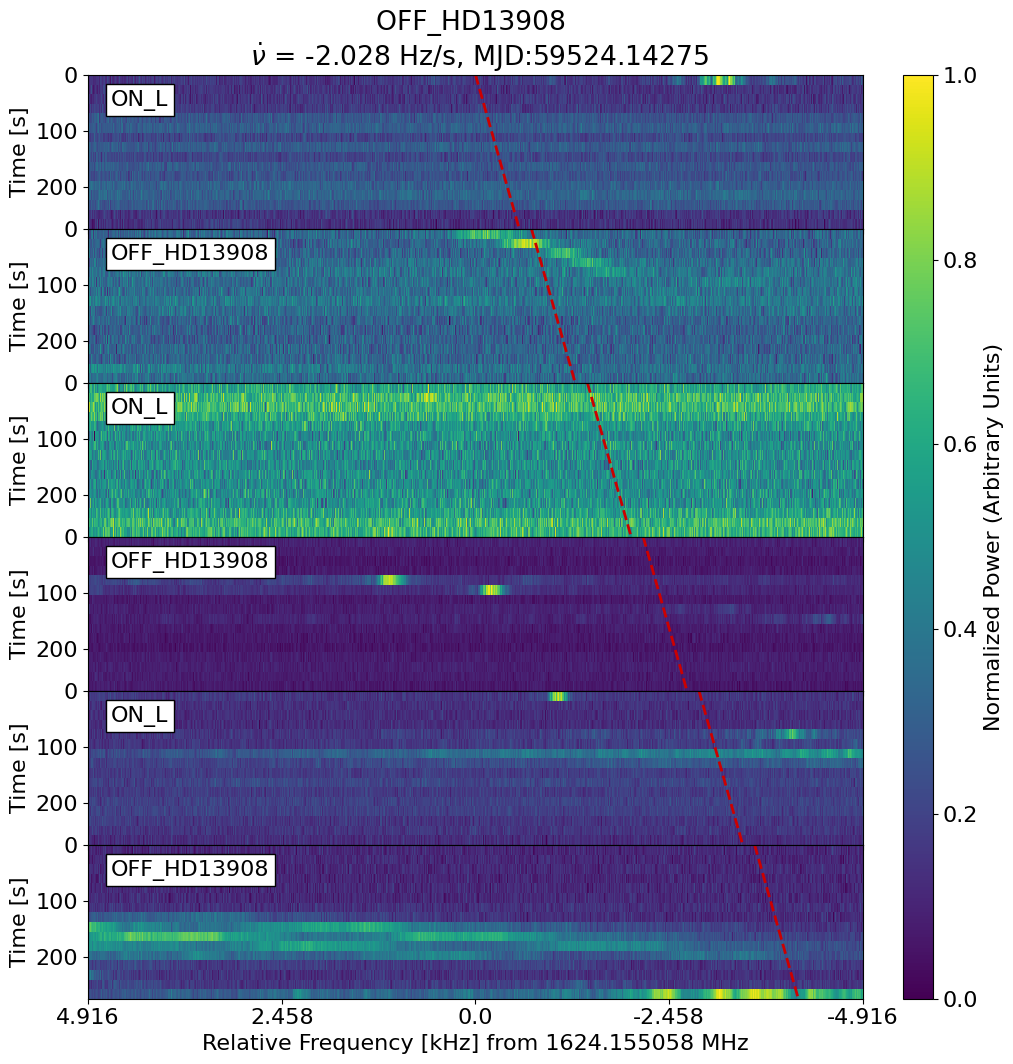 OFF_HD13908
ν̇ = -2.028 Hz/s, MJD:59524.14275
0
100
200
Time [s]
ON_L
0
100
200
Time [s]
OFF_HD13908
0
100
200
Time [s]
ON_L
0
100
200
Time [s]
OFF_HD13908
0
100
200
Time [s]
ON_L
0
100
200
Time [s]
OFF_HD13908
4.916 2.458 0.0 -2.458 -4.916
Relative Frequency [kHz] from 1624.155058 MHz
1.0
0.8
0.6
0.4
0.2
0.0
Normalized Power (Arbitrary Units)